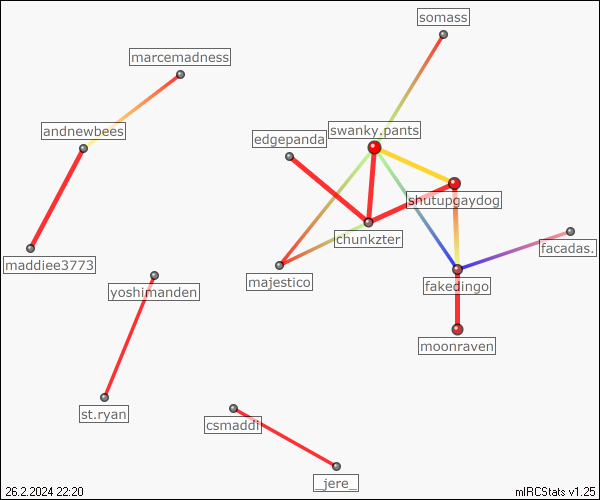 somass
marcemadness
andnewbees
swanky.pants
edgepanda
shutupgaydog
chunkzter
facadas.
maddiee3773
majestico
fakedingo
yoshimanden
moonraven
st.ryan
csmaddi
_jere_
26.2.2024 22:20
mIRCStats v1.25